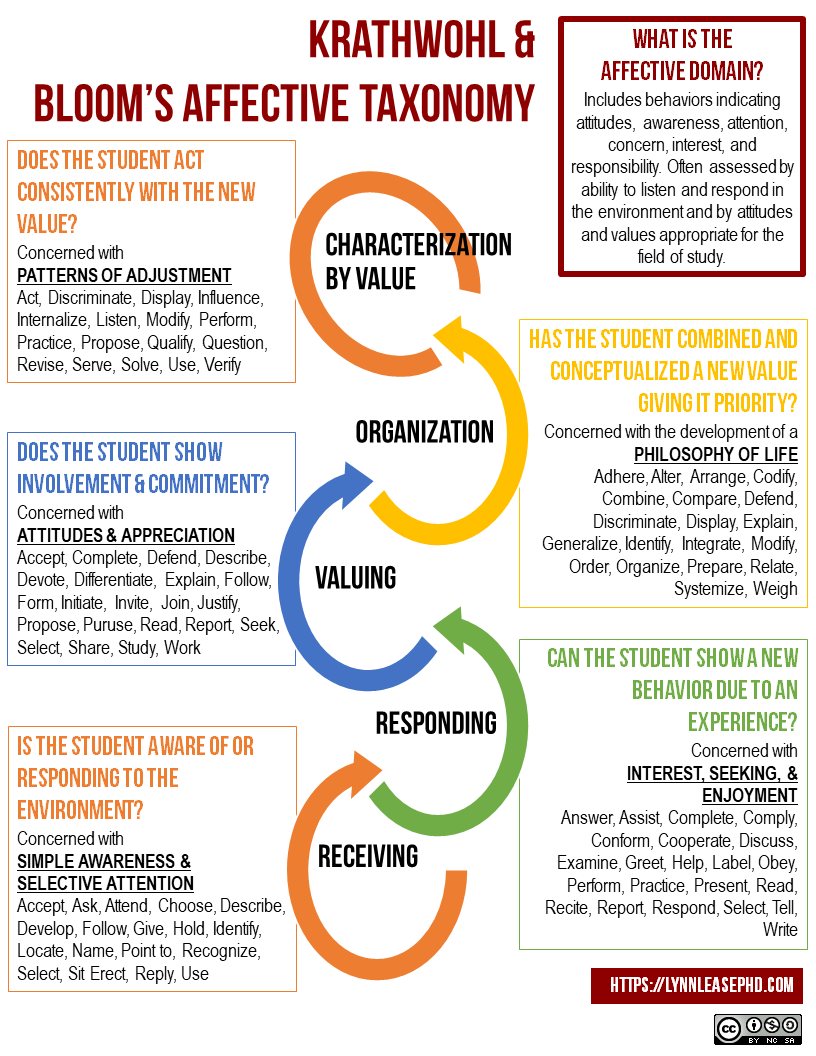 KRATHWOHL &
BLOOM'S AFFECTIVE TAXONOMY
WHAT IS THE
AFFECTIVE DOMAIN?
Includes behaviors indicating
attitudes, awareness, attention,
concern, interest, and
responsibility. Often assessed by
ability to listen and respond in
the environment and by attitudes
and values appropriate for the
field of study.
DOES THE STUDENT ACT
CONSISTENTLY WITH THE NEW
VALUE?
Concerned with
PATTERNS OF ADJUSTMENT
Act, Discriminate, Display, Influence,
Internalize, Listen, Modify, Perform,
Practice, Propose, Qualify, Question,
Revise, Serve, Solve, Use, Verify
CHARACTERIZATION
BY VALUE
HAS THE STUDENT COMBINED AND
CONCEPTUALIZED A NEW VALUE
GIVING IT PRIORITY?
Concerned with the development of a
PHILOSOPHY OF LIFE
Adhere, Alter, Arrange, Codify,
Combine, Compare, Defend,
Discriminate, Display, Explain,
Generalize, Identify, Integrate, Modify,
Order, Organize, Prepare, Relate,
Systemize, Weigh
ORGANIZATION
DOES THE STUDENT SHOW
INVOLVEMENT & COMMITMENT?
Concerned with
ATTITUDES & APPRECIATION
Accept, Complete, Defend, Describe,
Devote, Differentiate, Explain, Follow,
Form, Initiate, Invite, Join, Justify,
Propose, Puruse, Read, Report, Seek,
Select, Share, Study, Work
VALUING
CAN THE STUDENT SHOW A NEW
BEHAVIOR DUE TO AN
EXPERIENCE?
Concerned with
INTEREST, SEEKING, &
ENJOYMENT
Answer, Assist, Complete, Comply,
Conform, Cooperate, Discuss,
Examine, Greet, Help, Label, Obey,
Perform, Practice, Present, Read,
Recite, Report, Respond, Select, Tell,
Write
RESPONDING
IS THE STUDENT AWARE OF OR
RESPONDING TO THE
ENVIRONMENT?
Concerned with
SIMPLE AWARENESS &
SELECTIVE ATTENTION
Accept, Ask, Attend, Choose, Describe,
Develop, Follow, Give, Hold, Identify,
Locate, Name, Point to, Recognize,
Select, Sit Erect, Reply, Use
RECEIVING
HTTPS://LYNNLEASEPHD.COM
cc
BY NC SA